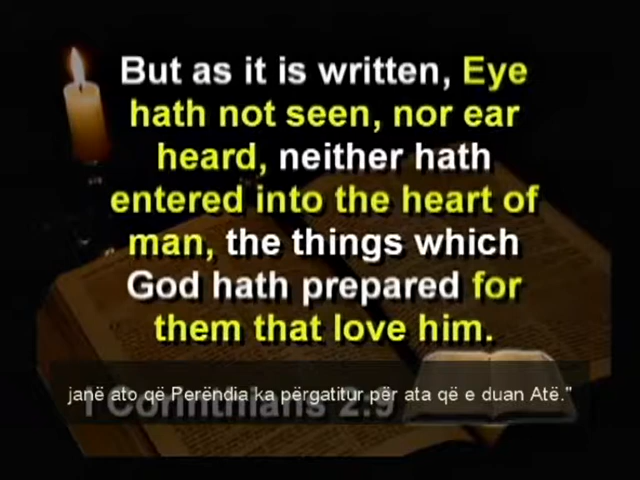 But as it is written, Eye
hath not seen, nor ear
heard, neither hath
entered into the heart of
man, the things which
God hath prepared for
them that love him.
janë ato që Perëndia ka përgatitur për ata që e duan Atë."
I Corinthians 2:9